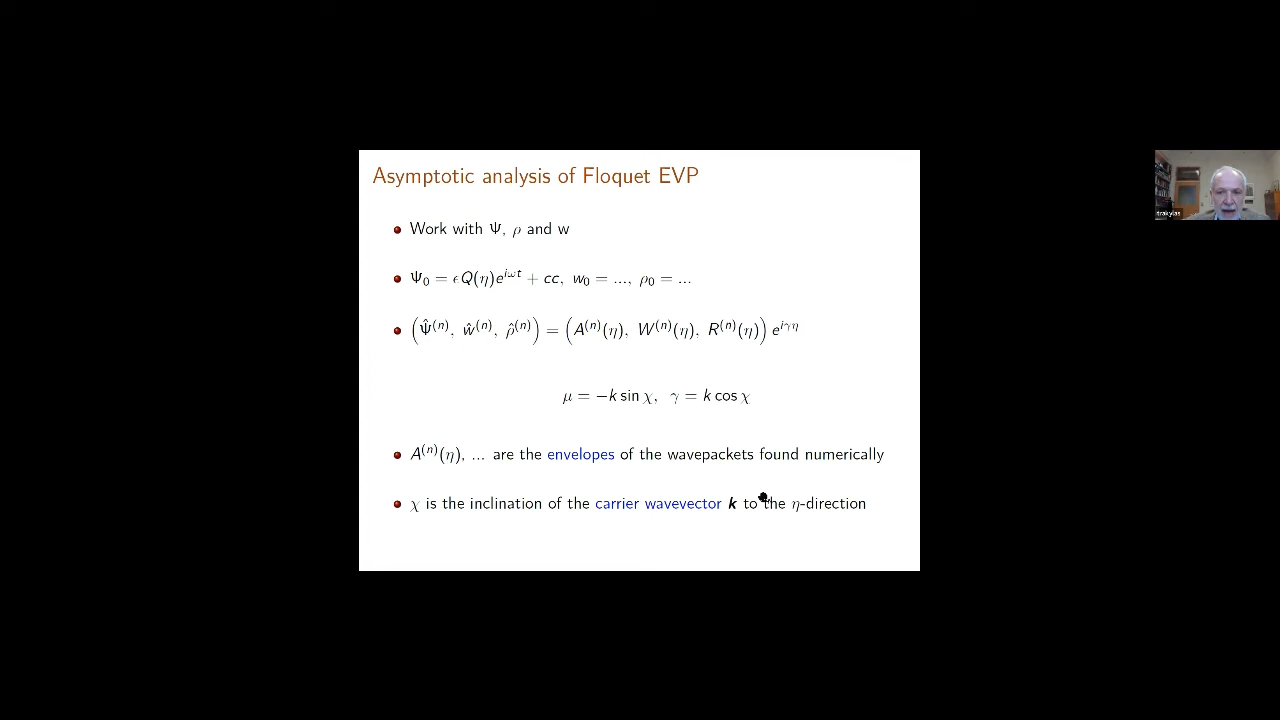 Asymptotic analysis of Floquet EVP
Work with Ψ, ρ and w
Ψ₀ = ϵQ(η)e^{iωt} + cc, w₀ = ..., ρ₀ = ...
(Ψ̂^{(n)}, ŵ^{(n)}, ρ̂^{(n)}) = (A^{(n)}(η), W^{(n)}(η), R^{(n)}(η)) e^{iγη}
μ = −k sin χ, γ = k cos χ
A^{(n)}(η), ... are the envelopes of the wavepackets found numerically
χ is the inclination of the carrier wavevector k to the η-direction
trakylas